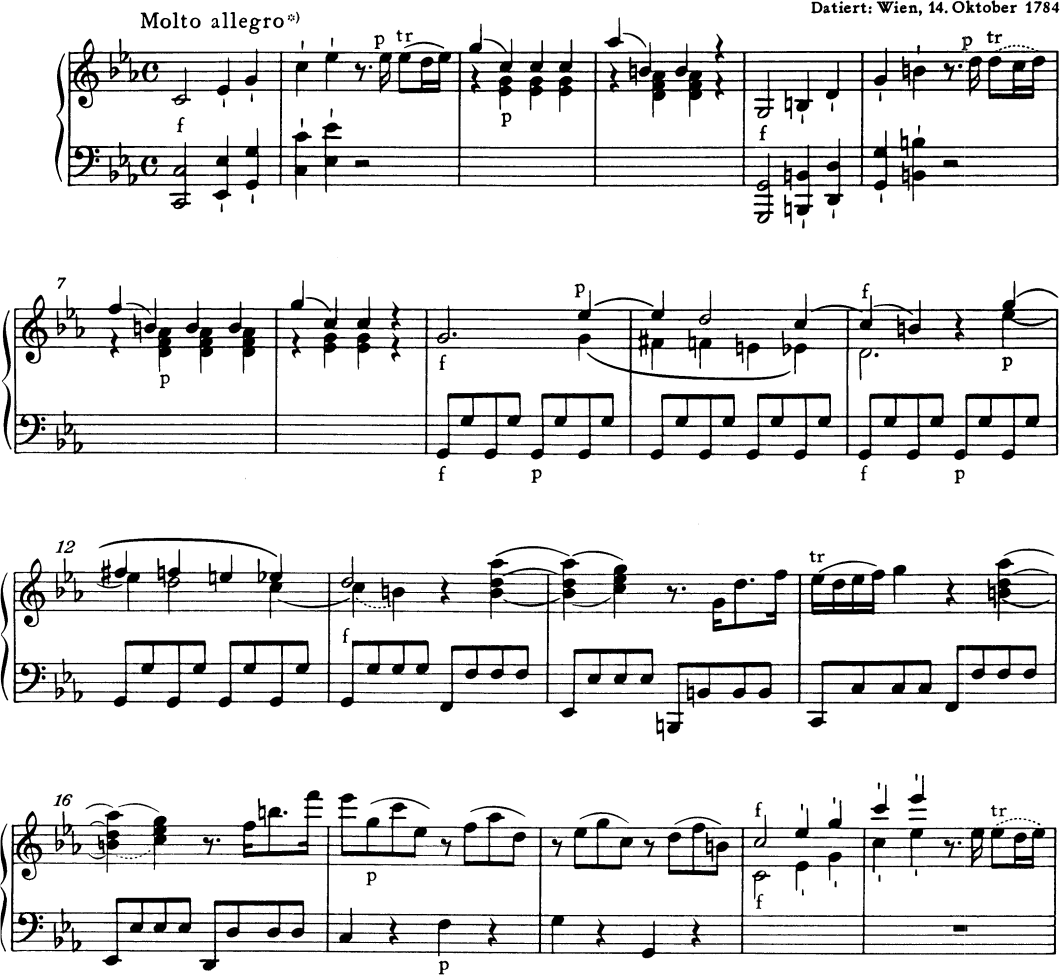 Datiert: Wien, 14. Oktober 1784
Molto allegro*)
p tr p tr
f p f
7
p f
p f p
f p f p
12
tr
f
16
f tr
p f
p